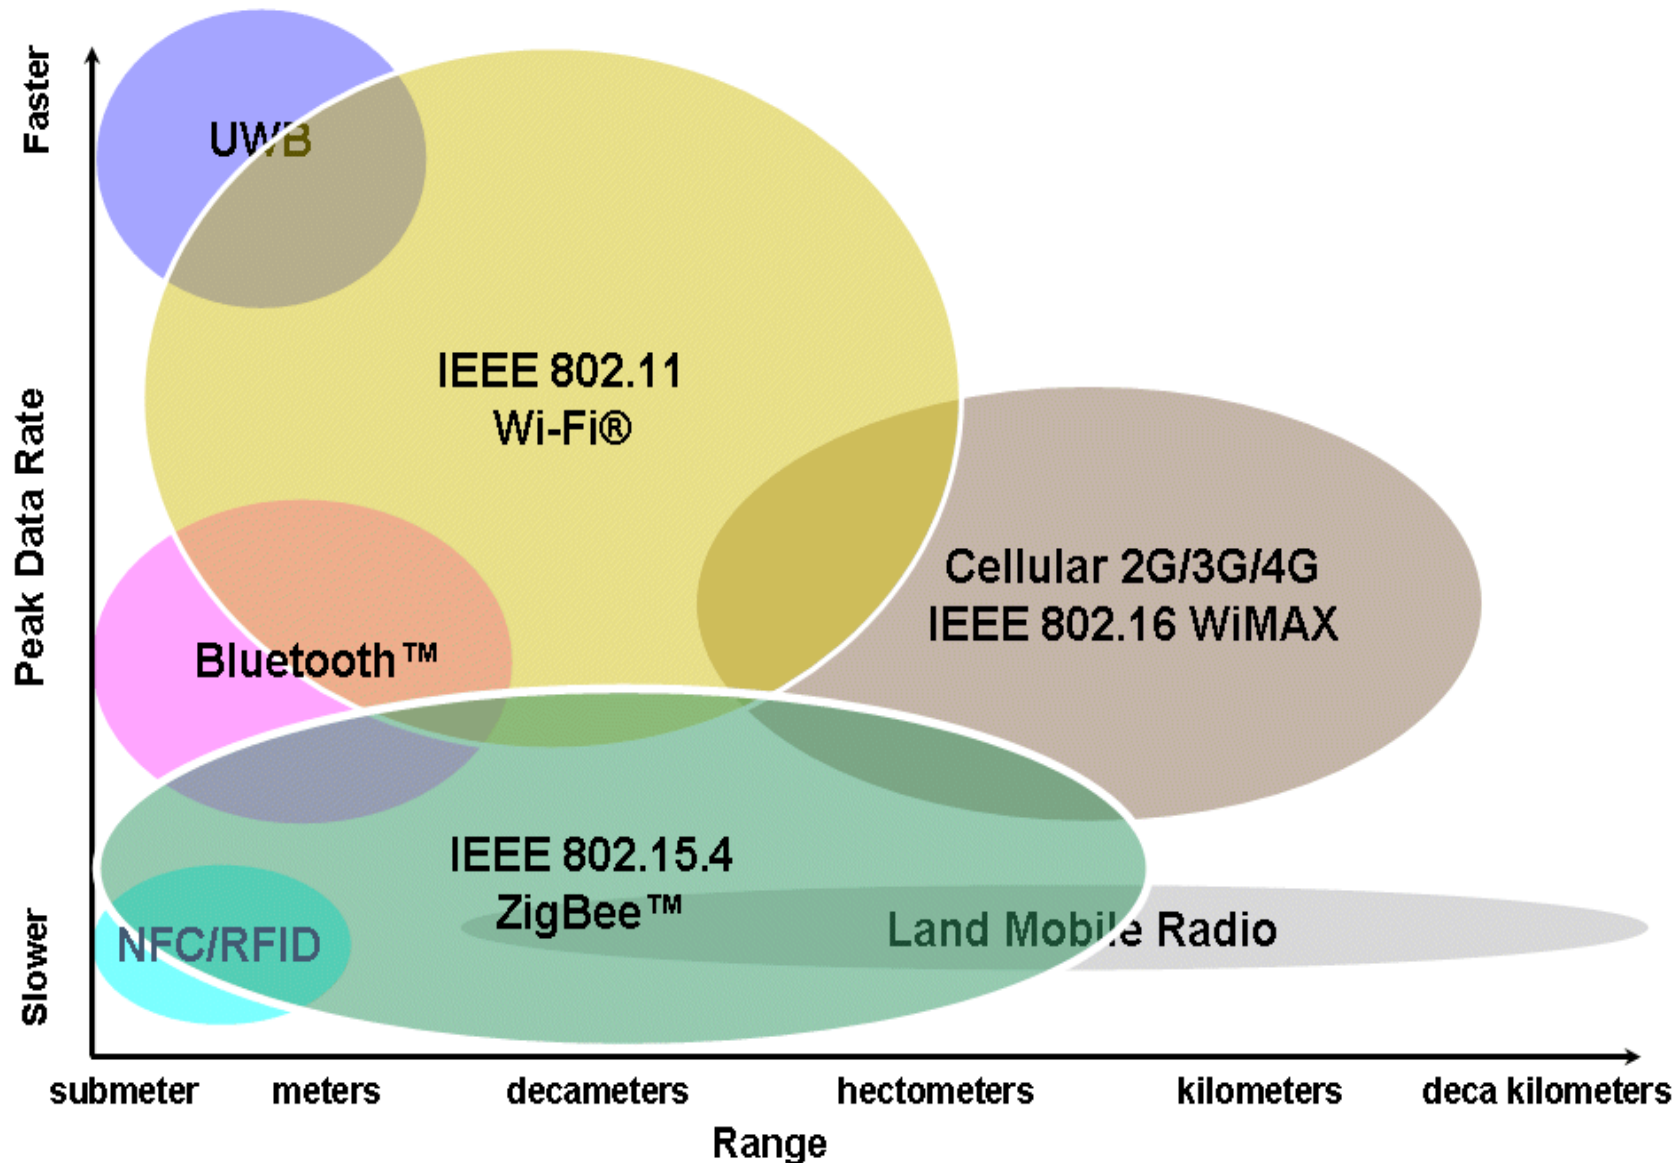 Faster
UWB
IEEE 802.11
Wi-Fi®
Peak Data Rate
Cellular 2G/3G/4G
IEEE 802.16 WiMAX
Bluetooth™
IEEE 802.15.4
ZigBee™
Land Mobile Radio
NFC/RFID
Slower
submeter meters decameters hectometers kilometers deca kilometers
Range